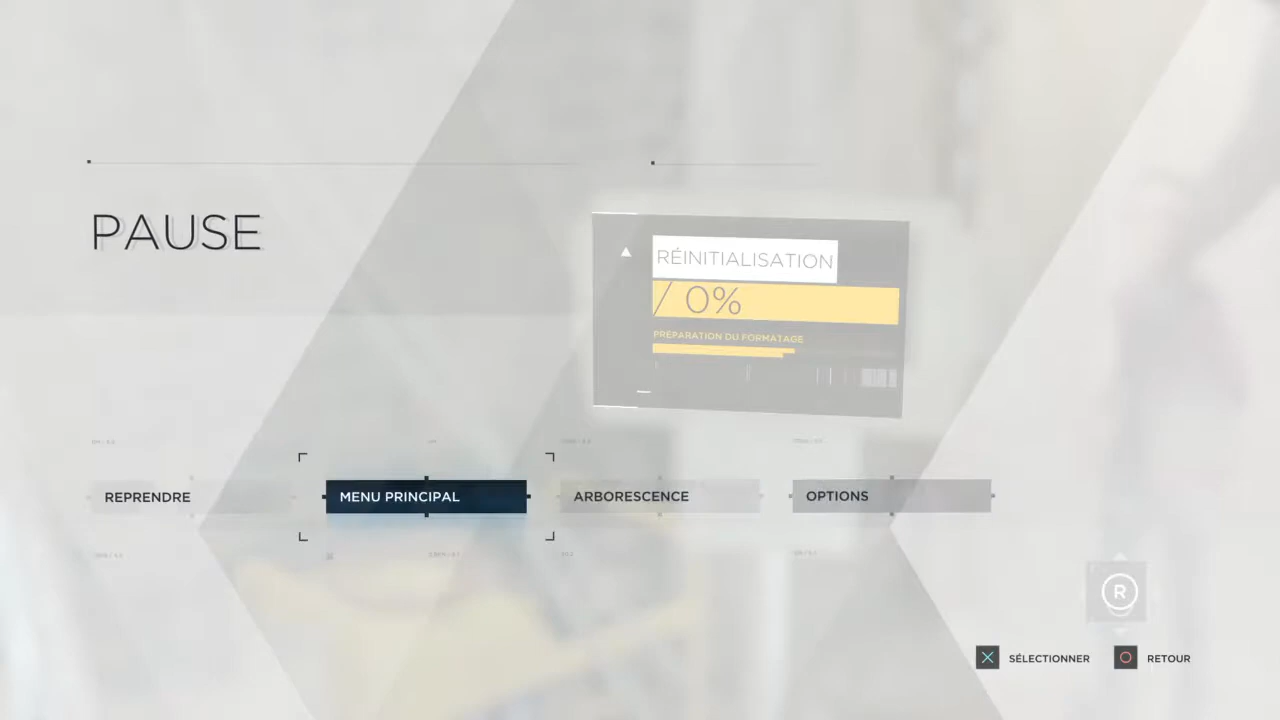 PAUSE
RÉINITIALISATION
/ 0%
PRÉPARATION DU FORMATAGE
REPRENDRE
MENU PRINCIPAL
ARBORESCENCE
OPTIONS
R
SÉLECTIONNER
RETOUR